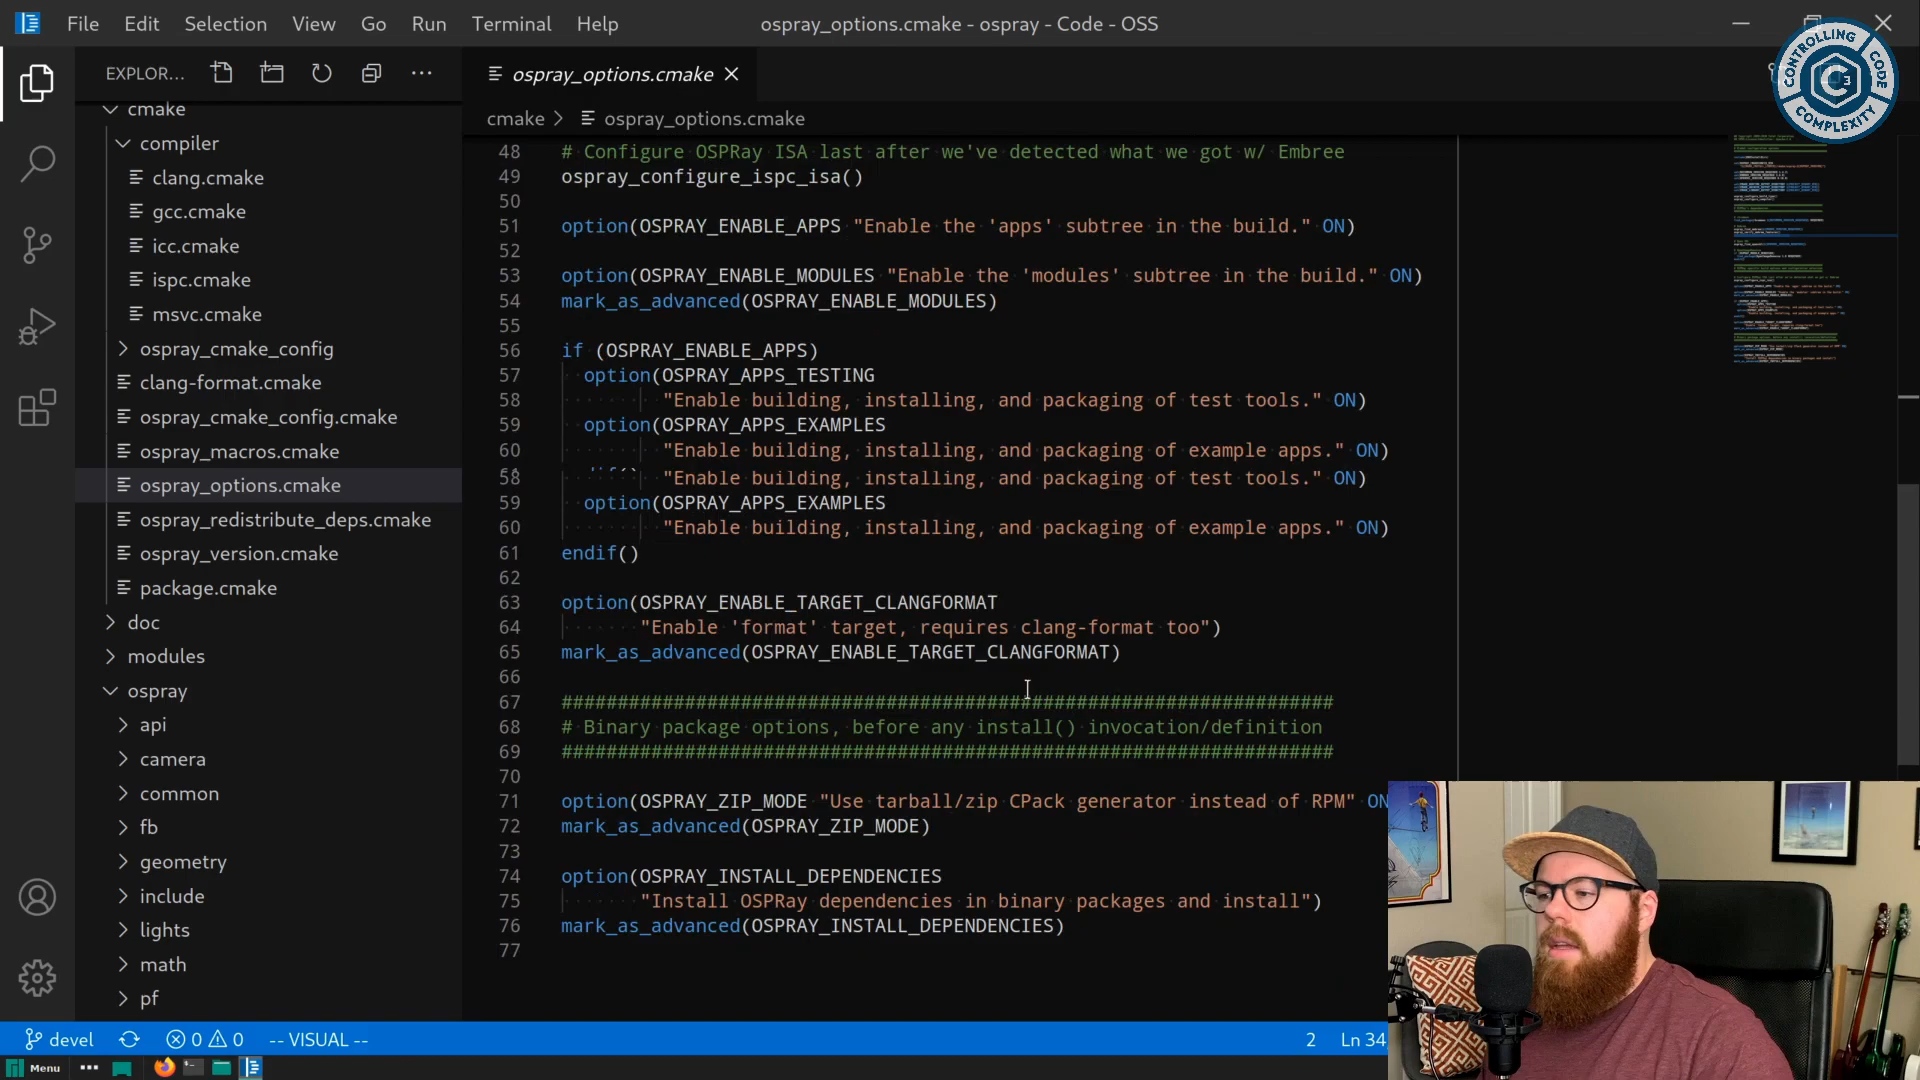 File Edit Selection View Go Run Terminal Help
ospray_options.cmake - ospray - Code - OSS
CONTROLLING CODE COMPLEXITY
C3
EXPLOR...
cmake
compiler
clang.cmake
gcc.cmake
icc.cmake
ispc.cmake
msvc.cmake
ospray_cmake_config
clang-format.cmake
ospray_cmake_config.cmake
ospray_macros.cmake
ospray_options.cmake
ospray_redistribute_deps.cmake
ospray_version.cmake
package.cmake
doc
modules
ospray
api
camera
common
fb
geometry
include
lights
math
pf
ospray_options.cmake
cmake > ospray_options.cmake
48 # Configure OSPRay ISA last after we've detected what we got w/ Embree
49 ospray_configure_ispc_isa()
50
51 option(OSPRAY_ENABLE_APPS "Enable the 'apps' subtree in the build." ON)
52
53 option(OSPRAY_ENABLE_MODULES "Enable the 'modules' subtree in the build." ON)
54 mark_as_advanced(OSPRAY_ENABLE_MODULES)
55
56 if (OSPRAY_ENABLE_APPS)
57 option(OSPRAY_APPS_TESTING
58 "Enable building, installing, and packaging of test tools." ON)
59 option(OSPRAY_APPS_EXAMPLES
60 "Enable building, installing, and packaging of example apps." ON)
58 "Enable building, installing, and packaging of test tools." ON)
59 option(OSPRAY_APPS_EXAMPLES
60 "Enable building, installing, and packaging of example apps." ON)
61 endif()
62
63 option(OSPRAY_ENABLE_TARGET_CLANGFORMAT
64 "Enable 'format' target, requires clang-format too")
65 mark_as_advanced(OSPRAY_ENABLE_TARGET_CLANGFORMAT)
66
67 #####################################################################
68 # Binary package options, before any install() invocation/definition
69 #####################################################################
70
71 option(OSPRAY_ZIP_MODE "Use tarball/zip CPack generator instead of RPM" ON
72 mark_as_advanced(OSPRAY_ZIP_MODE)
73
74 option(OSPRAY_INSTALL_DEPENDENCIES
75 "Install OSPRay dependencies in binary packages and install")
76 mark_as_advanced(OSPRAY_INSTALL_DEPENDENCIES)
77
devel 0 0 -- VISUAL -- 2 Ln 34
Menu